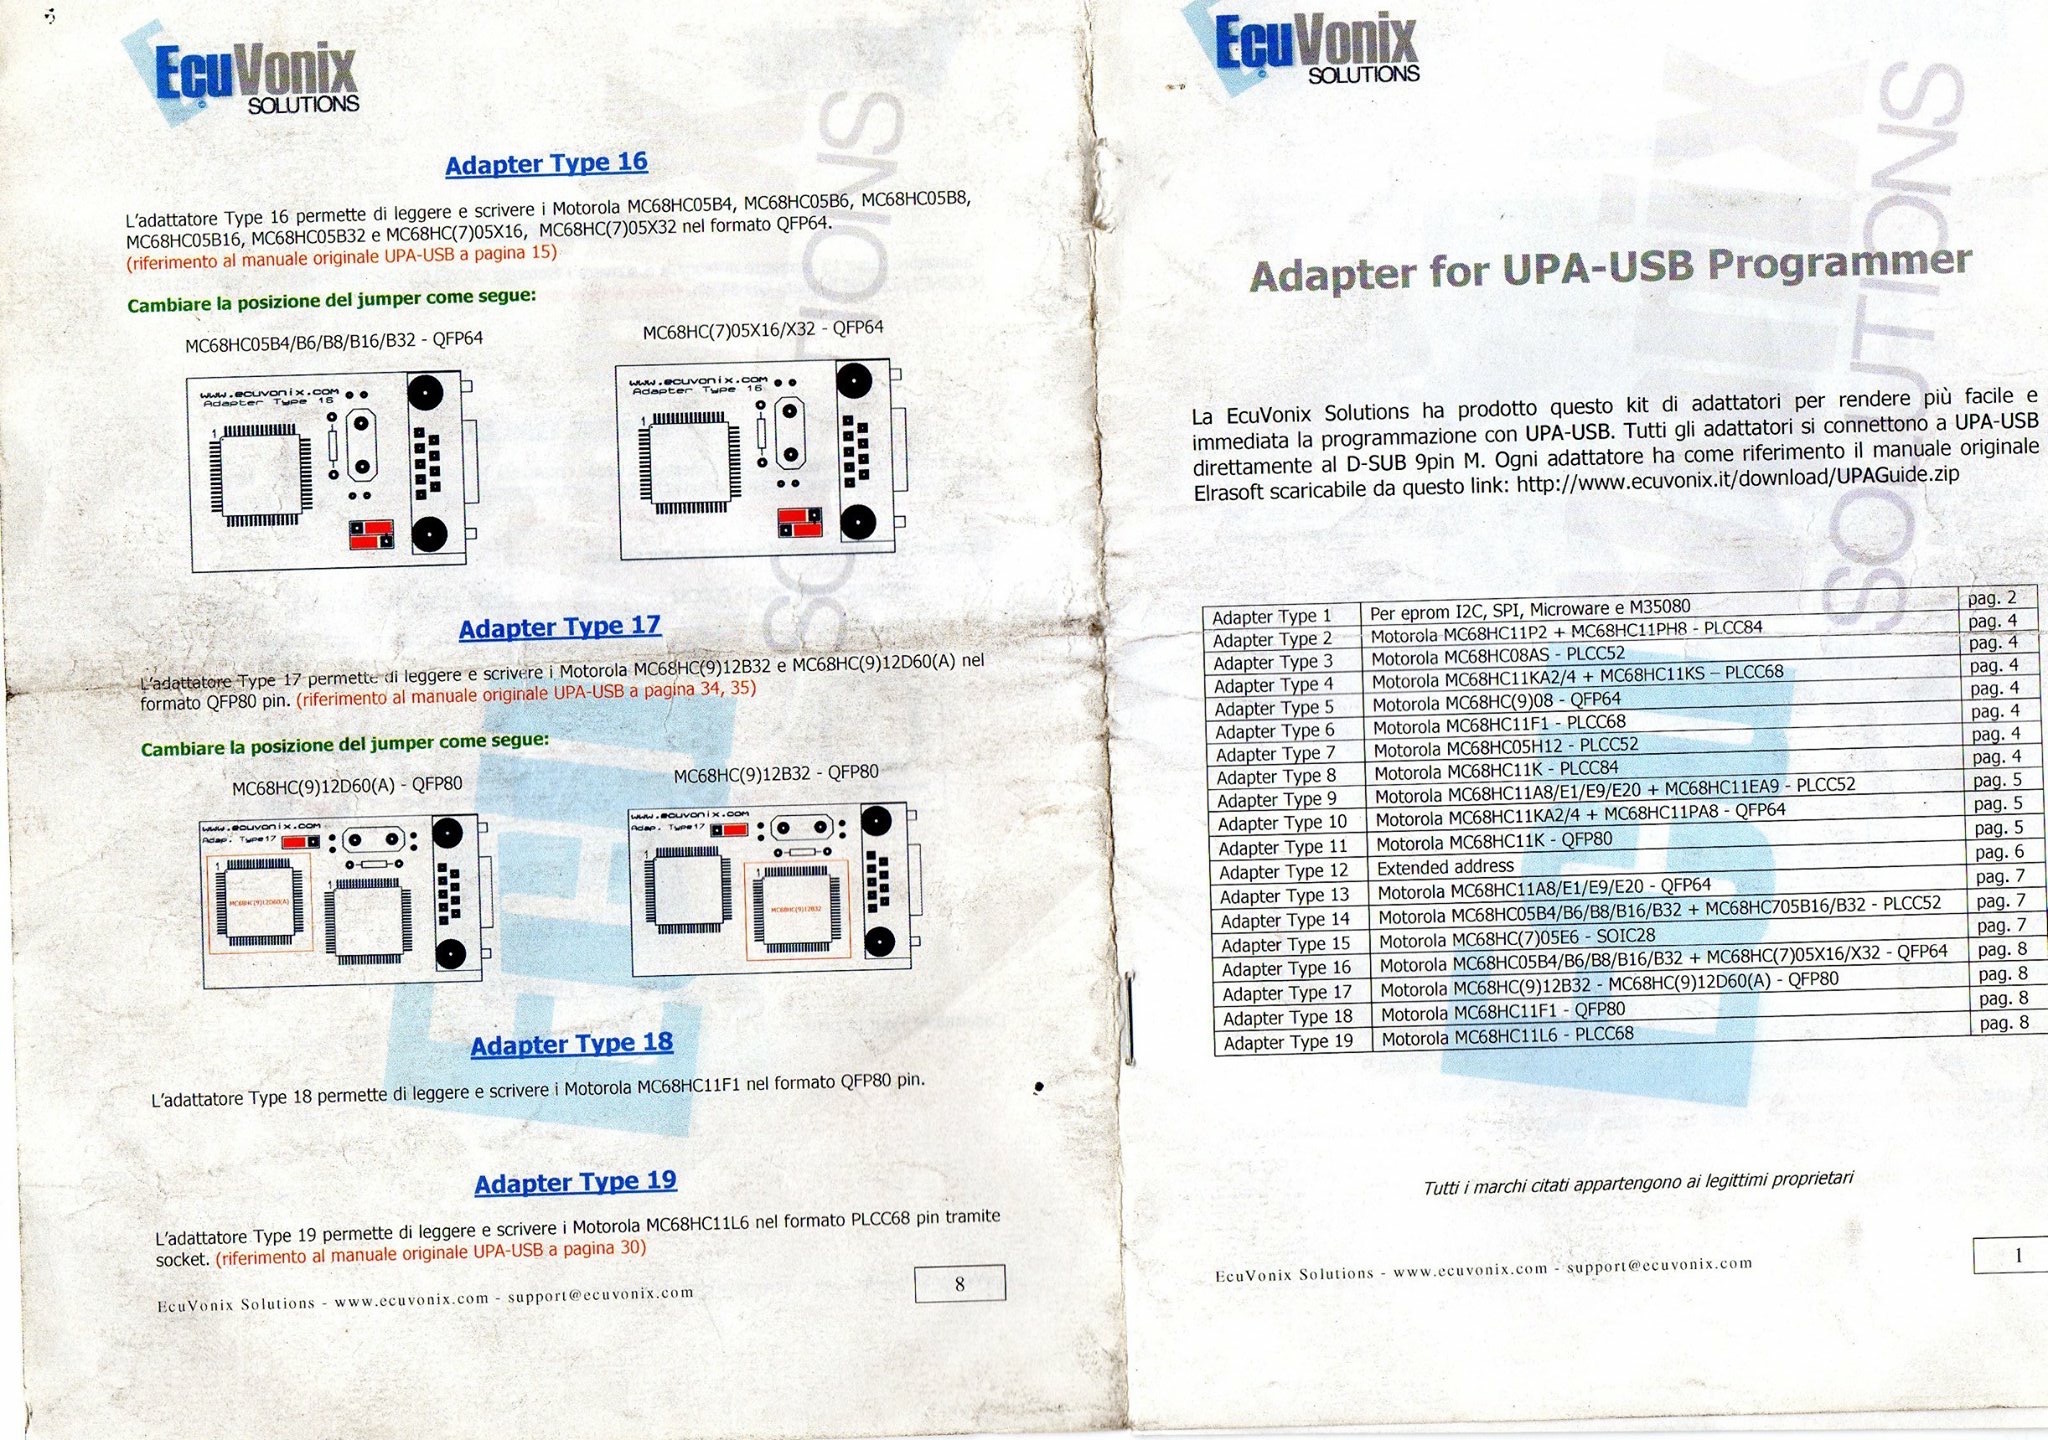 EcuVonix
SOLUTIONS
Adapter Type 16
L'adattatore Type 16 permette di leggere e scrivere i Motorola MC68HC05B4, MC68HC05B6, MC68HC05B8,
MC68HC05B16, MC68HC05B32 e MC68HC(7)05X16, MC68HC(7)05X32 nel formato QFP64.
(riferimento al manuale originale UPA-USB a pagina 15)
Cambiare la posizione del jumper come segue:
MC68HC05B4/B6/B8/B16/B32 - QFP64
www.ecuvonix.com
Adapter Type 16
1
MC68HC(7)05X16/X32 - QFP64
www.ecuvonix.com
Adapter Type 16
1
Adapter Type 17
L'adattatore Type 17 permette di leggere e scrivere i Motorola MC68HC(9)12B32 e MC68HC(9)12D60(A) nel
formato QFP80 pin. (riferimento al manuale originale UPA-USB a pagina 34, 35)
Cambiare la posizione del jumper come segue:
MC68HC(9)12D60(A) - QFP80
www.ecuvonix.com
Adap. Type17
1
1
MC68HC(9)12D60(A)
MC68HC(9)12B32 - QFP80
www.ecuvonix.com
Adap. Type17
1
1
MC68HC(9)12B32
Adapter Type 18
L'adattatore Type 18 permette di leggere e scrivere i Motorola MC68HC11F1 nel formato QFP80 pin.
Adapter Type 19
L'adattatore Type 19 permette di leggere e scrivere i Motorola MC68HC11L6 nel formato PLCC68 pin tramite
socket. (riferimento al manuale originale UPA-USB a pagina 30)
EcuVonix Solutions - www.ecuvonix.com - support@ecuvonix.com
8
EcuVonix
SOLUTIONS
Adapter for UPA-USB Programmer
La EcuVonix Solutions ha prodotto questo kit di adattatori per rendere più facile e
immediata la programmazione con UPA-USB. Tutti gli adattatori si connettono a UPA-USB
direttamente al D-SUB 9pin M. Ogni adattatore ha come riferimento il manuale originale
Elrasoft scaricabile da questo link: http://www.ecuvonix.it/download/UPAGuide.zip
Adapter Type 1 Per eprom I2C, SPI, Microware e M35080 pag. 2
Adapter Type 2 Motorola MC68HC11P2 + MC68HC11PH8 - PLCC84 pag. 4
Adapter Type 3 Motorola MC68HC08AS - PLCC52 pag. 4
Adapter Type 4 Motorola MC68HC11KA2/4 + MC68HC11KS – PLCC68 pag. 4
Adapter Type 5 Motorola MC68HC(9)08 - QFP64 pag. 4
Adapter Type 6 Motorola MC68HC11F1 - PLCC68 pag. 4
Adapter Type 7 Motorola MC68HC05H12 - PLCC52 pag. 4
Adapter Type 8 Motorola MC68HC11K - PLCC84 pag. 4
Adapter Type 9 Motorola MC68HC11A8/E1/E9/E20 + MC68HC11EA9 - PLCC52 pag. 5
Adapter Type 10 Motorola MC68HC11KA2/4 + MC68HC11PA8 - QFP64 pag. 5
Adapter Type 11 Motorola MC68HC11K - QFP80 pag. 5
Adapter Type 12 Extended address pag. 6
Adapter Type 13 Motorola MC68HC11A8/E1/E9/E20 - QFP64 pag. 7
Adapter Type 14 Motorola MC68HC05B4/B6/B8/B16/B32 + MC68HC705B16/B32 - PLCC52 pag. 7
Adapter Type 15 Motorola MC68HC(7)05E6 - SOIC28 pag. 7
Adapter Type 16 Motorola MC68HC05B4/B6/B8/B16/B32 + MC68HC(7)05X16/X32 - QFP64 pag. 8
Adapter Type 17 Motorola MC68HC(9)12B32 - MC68HC(9)12D60(A) - QFP80 pag. 8
Adapter Type 18 Motorola MC68HC11F1 - QFP80 pag. 8
Adapter Type 19 Motorola MC68HC11L6 - PLCC68 pag. 8
Tutti i marchi citati appartengono ai legittimi proprietari
EcuVonix Solutions - www.ecuvonix.com - support@ecuvonix.com
1